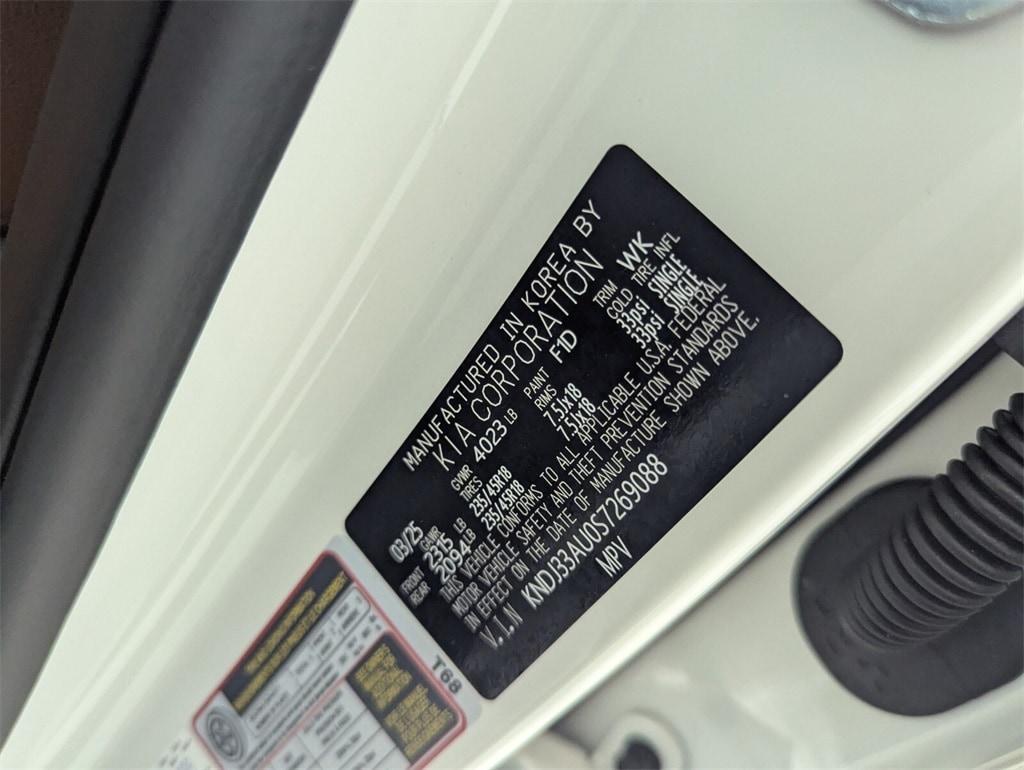 MANUFACTURED IN KOREA BY
KIA CORPORATION
03/25 GVWR 4023 LB PAINT F1D TRIM WK
GAWR TIRES RIMS COLD TIRE INFL
FRONT 2315 LB 235/45R18 7.5JX18 33psi SINGLE
REAR 2094 LB 235/45R18 7.5JX18 33psi SINGLE
THIS VEHICLE CONFORMS TO ALL APPLICABLE U.S.A. FEDERAL
MOTOR VEHICLE SAFETY AND THEFT PREVENTION STANDARDS
IN EFFECT ON THE DATE OF MANUFACTURE SHOWN ABOVE.
V.I.N KNDJ33AU0S7269088
MPV
T68